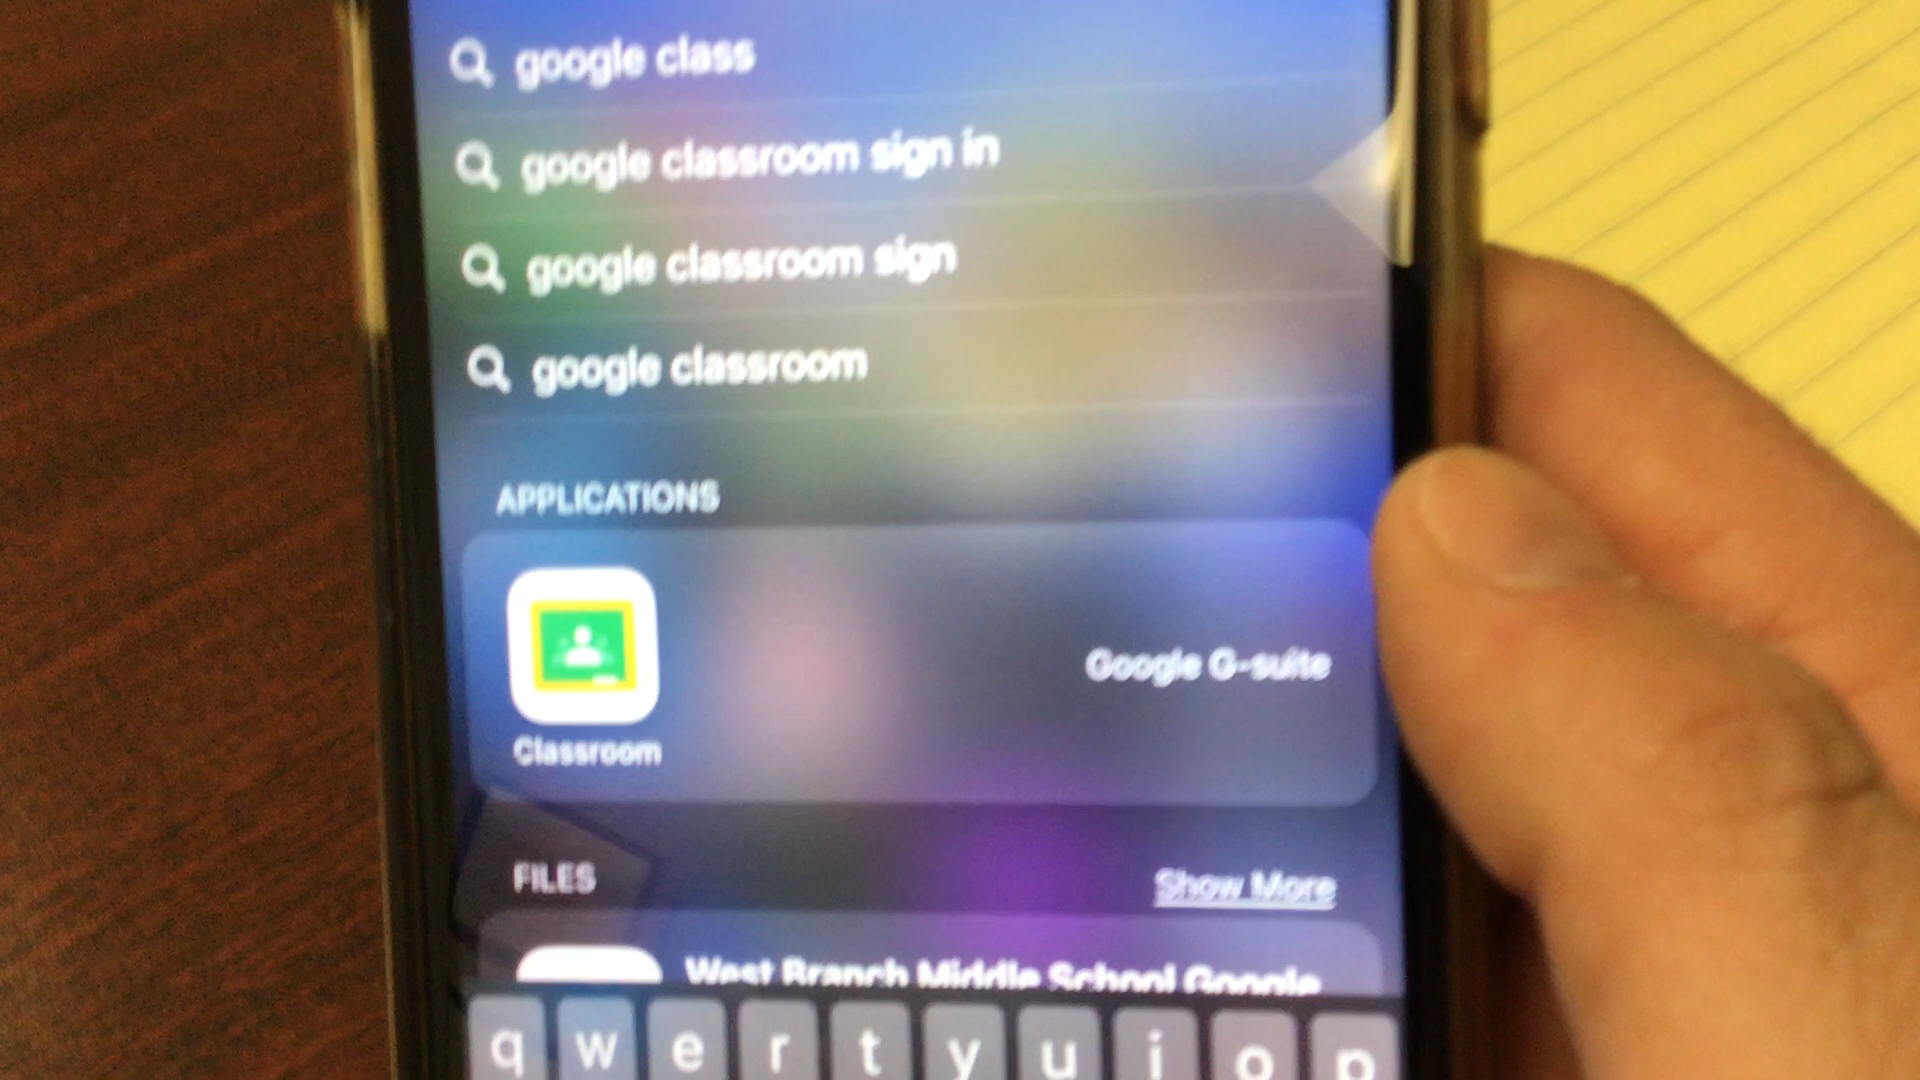 google class
google classroom sign in
google classroom sign
google classroom
APPLICATIONS
Google G-suite
Classroom
FILES
Show More
West Branch Middle School Google
q w e r t y u i o p